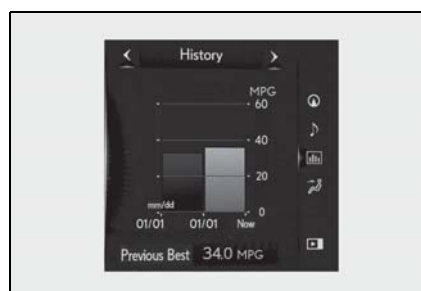 History
MPG
60
40
20
0
mm/dd
01/01 01/01 Now
Previous Best 34.0 MPG